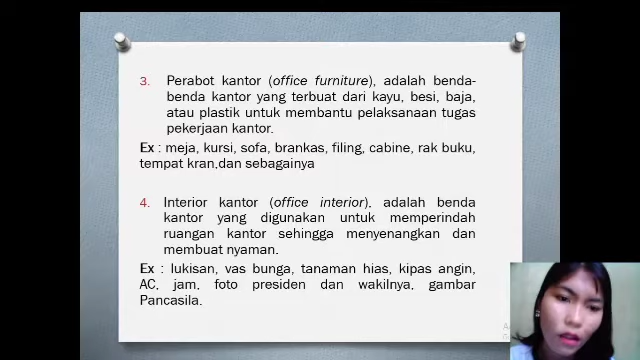 3. Perabot kantor (office furniture), adalah benda-
benda kantor yang terbuat dari kayu, besi, baja,
atau plastik untuk membantu pelaksanaan tugas
pekerjaan kantor.
Ex : meja, kursi, sofa, brankas, filing, cabine, rak buku,
tempat kran,dan sebagainya
4. Interior kantor (office interior), adalah benda
kantor yang digunakan untuk memperindah
ruangan kantor sehingga menyenangkan dan
membuat nyaman.
Ex : lukisan, vas bunga, tanaman hias, kipas angin,
AC, jam, foto presiden dan wakilnya, gambar
Pancasila.